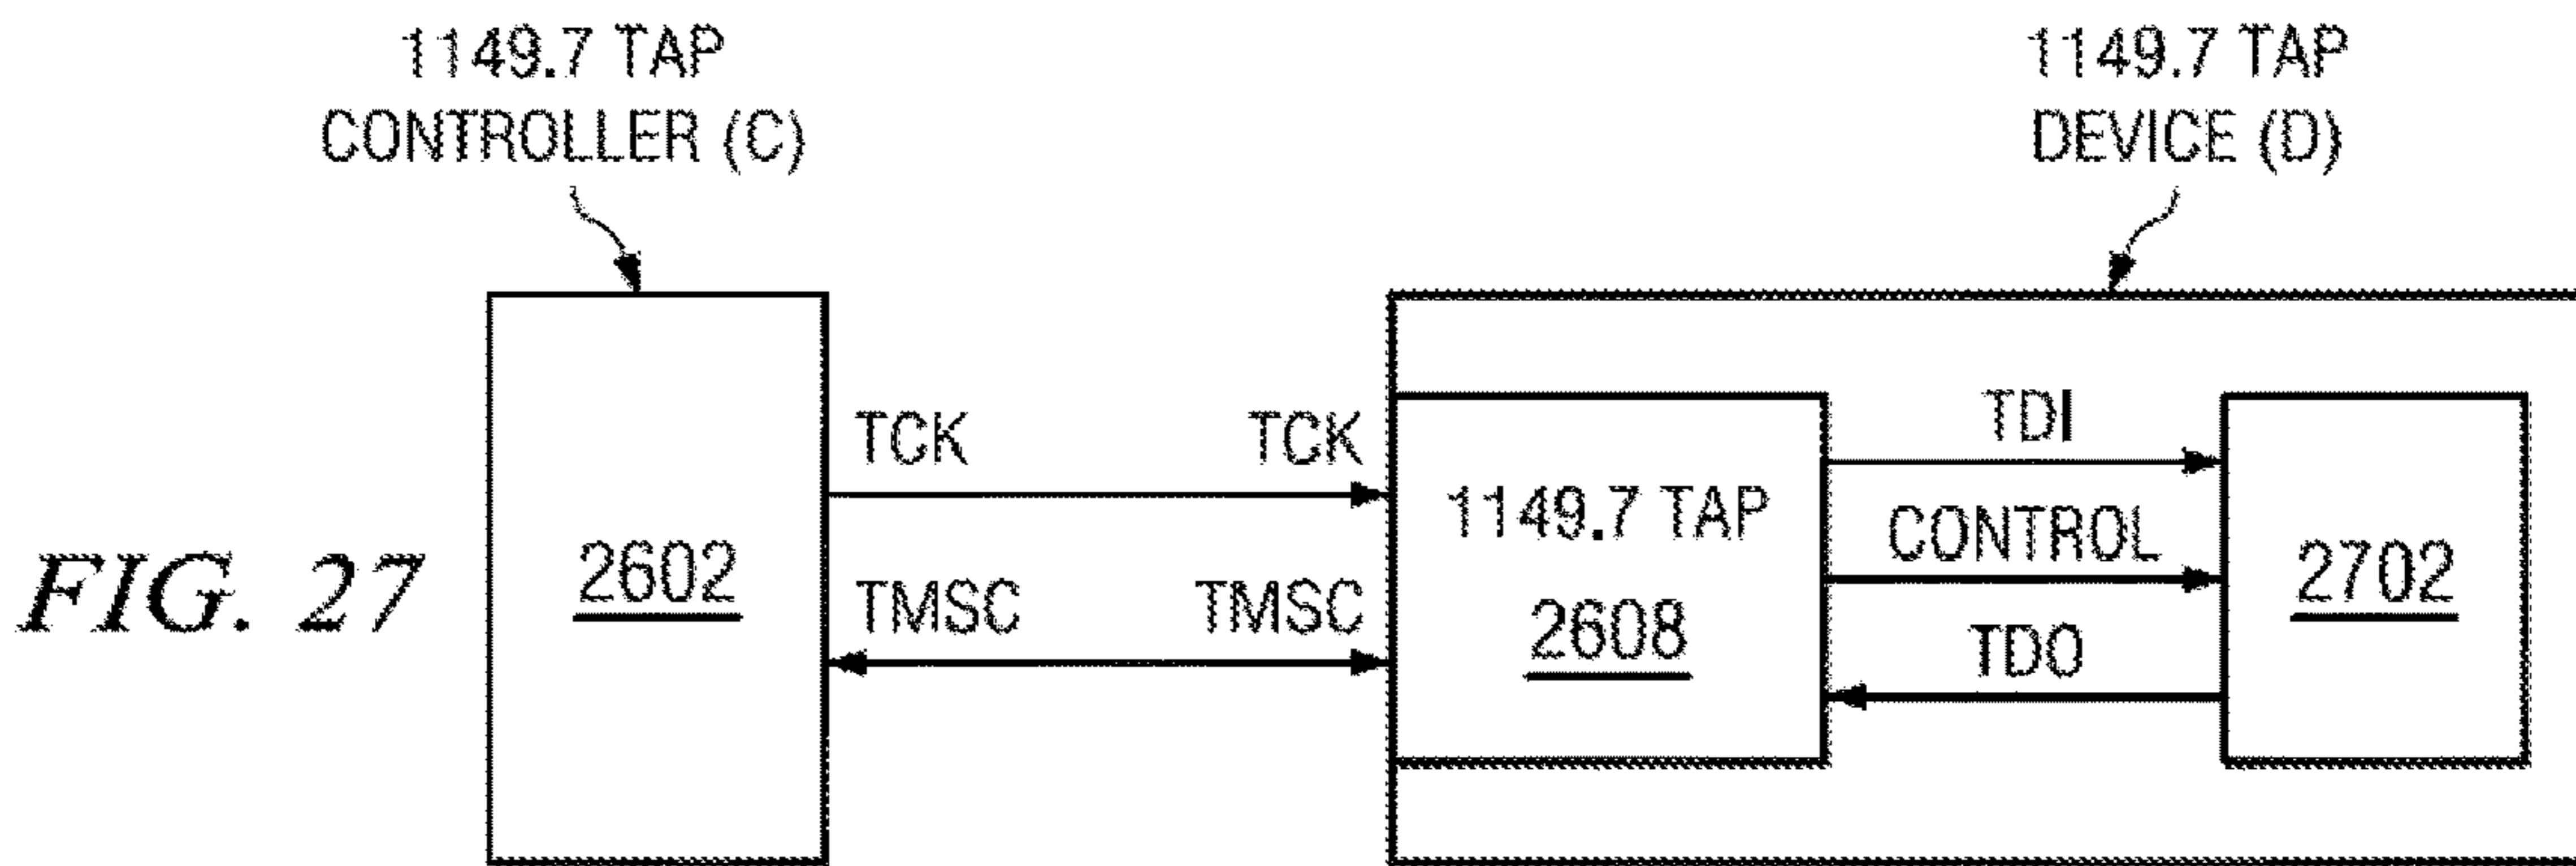 1149.7 TAP
CONTROLLER (C)
1149.7 TAP
DEVICE (D)
FIG. 27
2602
TCK
TCK
TMSC
TMSC
1149.7 TAP
2608
TDI
CONTROL
TDO
2702